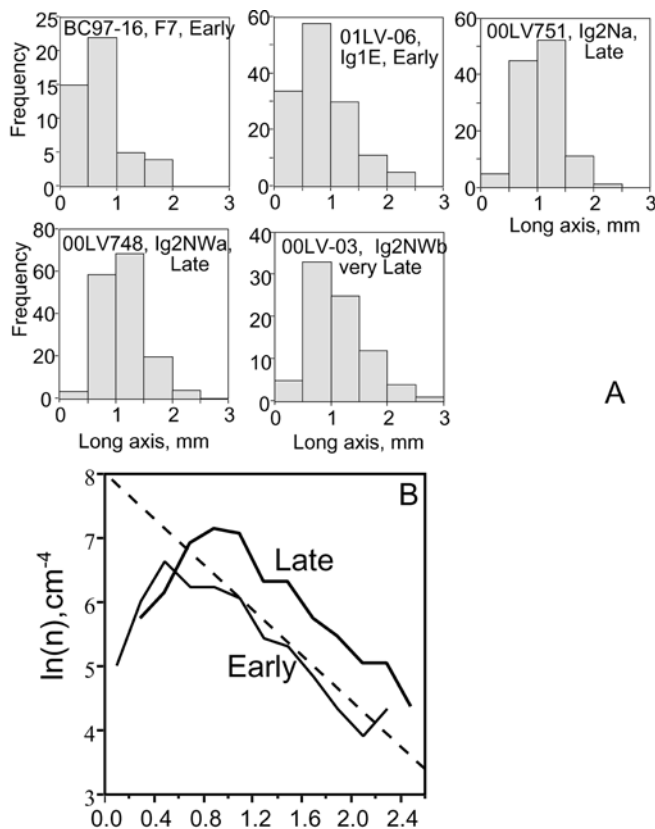 BC97-16, F7, Early
25
20
15
10
5
0
Frequency
0 1 2 3
01LV-06,
Ig1E, Early
60
40
20
0
0 1 2 3
00LV751, Ig2Na,
Late
60
40
20
0
0 1 2 3
Long axis, mm
00LV748, Ig2NWa,
Late
80
60
40
20
0
Frequency
0 1 2 3
Long axis, mm
00LV-03, Ig2NWb
very Late
40
30
20
10
0
0 1 2 3
Long axis, mm
A
B
8
7
6
5
4
3
ln(n),cm-4
Late
Early
0.0 0.4 0.8 1.2 1.6 2.0 2.4